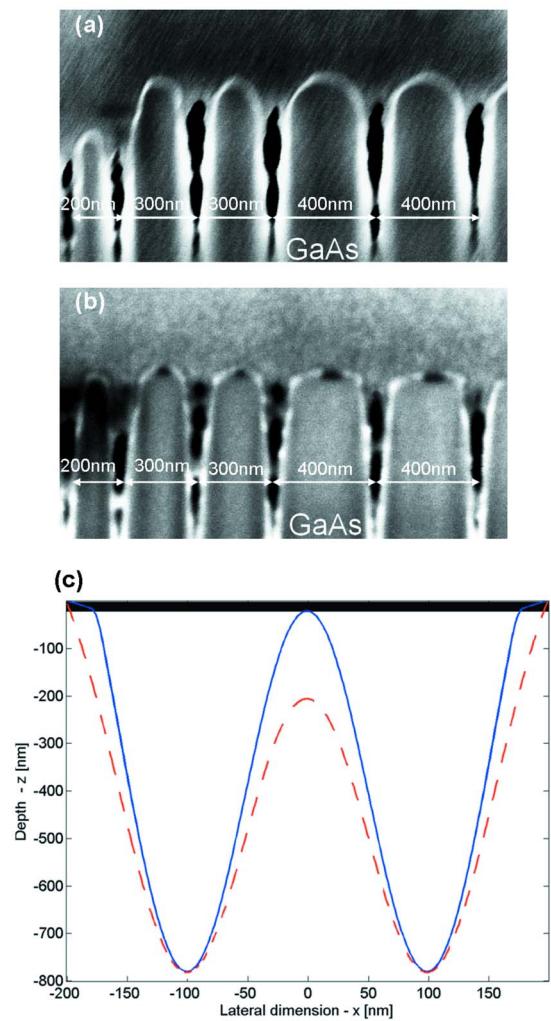 (a)
200nm 300nm 300nm 400nm 400nm
GaAs
(b)
200nm 300nm 300nm 400nm 400nm
GaAs
(c)
-100
-200
-300
-400
-500
-600
-700
-800
Depth - z [nm]
-200 -150 -100 -50 0 50 100 150
Lateral dimension - x [nm]